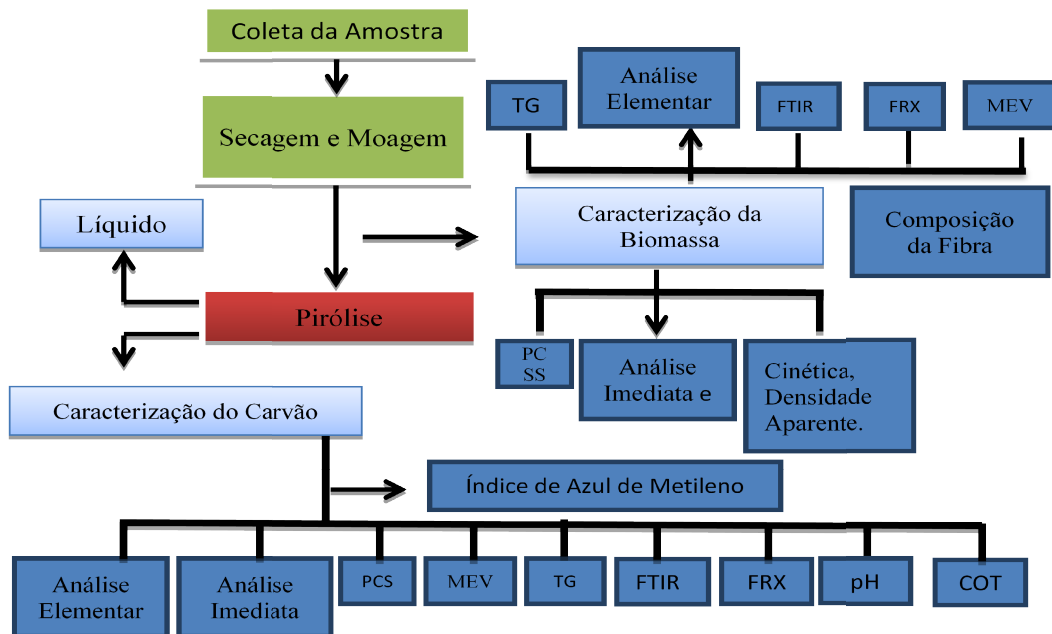 Coleta da Amostra
Secagem e Moagem
TG
Análise
Elementar
FTIR
FRX
MEV
Líquido
Caracterização da
Biomassa
Composição
da Fibra
Pirólise
PC
SS
Análise
Imediata e
Cinética,
Densidade
Aparente.
Caracterização do Carvão
Índice de Azul de Metileno
Análise
Elementar
Análise
Imediata
PCS
MEV
TG
FTIR
FRX
pH
COT